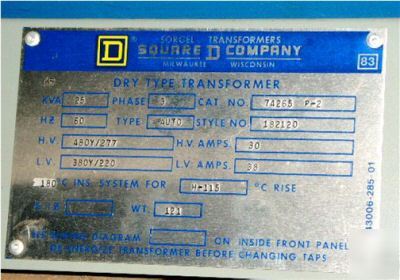 SORGEL TRANSFORMERS
D SQUARE D COMPANY
MILWAUKEE WISCONSIN
83
DRY TYPE TRANSFORMER
KVA 25 PHASE 3 CAT. NO. 74265 P-2
HZ 60 TYPE AUTO STYLE NO 182120
H.V. 480Y/277 H.V. AMPS. 30
L.V. 380Y/220 L.V. AMPS. 38
180°C INS. SYSTEM FOR H-115 °C RISE
WT. 121
WIRING DIAGRAM ON INSIDE FRONT PANEL
DE-ENERGIZE TRANSFORMER BEFORE CHANGING TAPS
43006-285 01